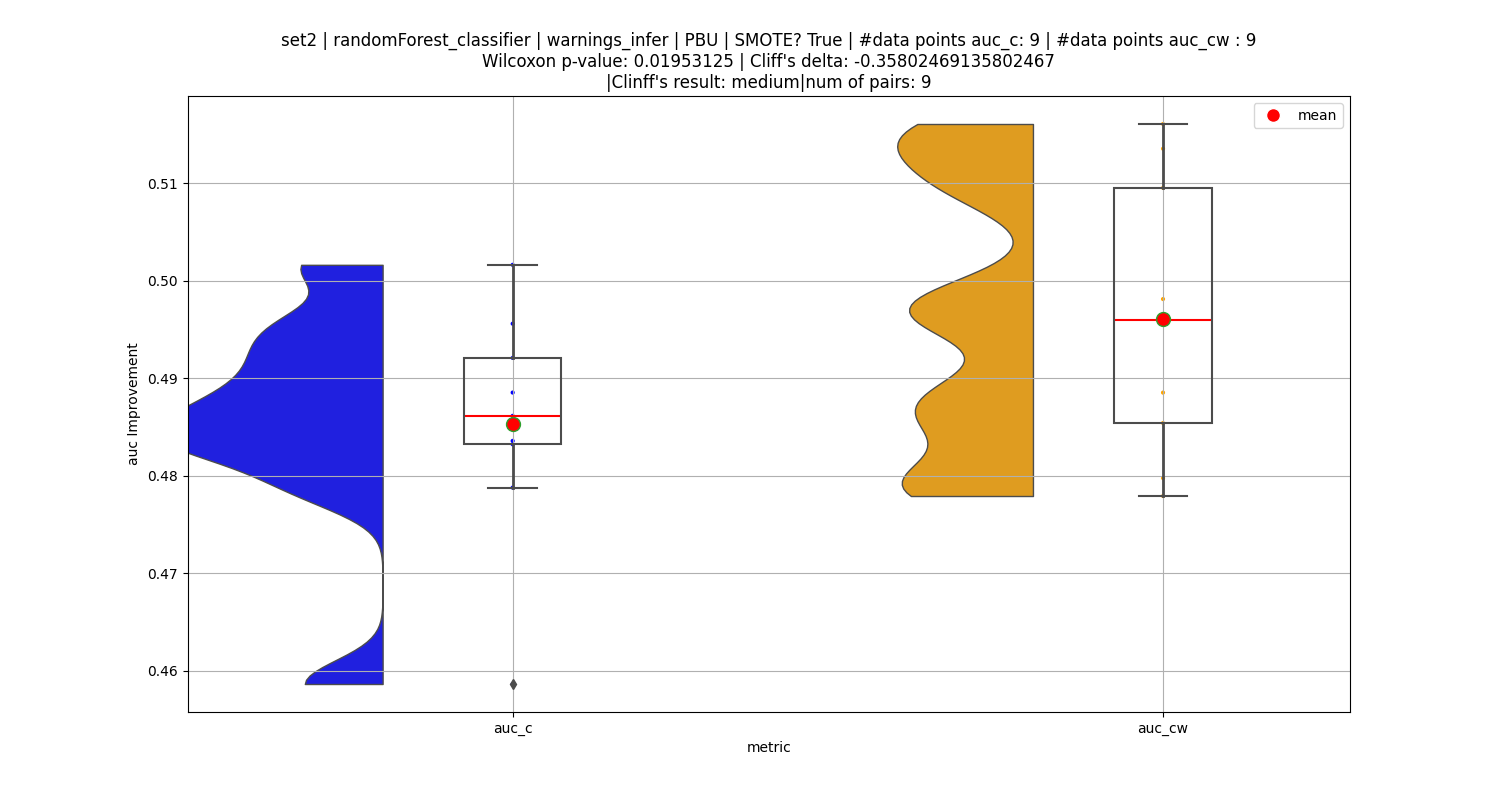 set2 | randomForest_classifier | warnings_infer | PBU | SMOTE? True | #data points auc_c: 9 | #data points auc_cw : 9
Wilcoxon p-value: 0.01953125 | Cliff's delta: -0.35802469135802467
|Clinff's result: medium|num of pairs: 9
mean
0.51
0.50
0.49
0.48
0.47
0.46
auc Improvement
auc_c
auc_cw
metric